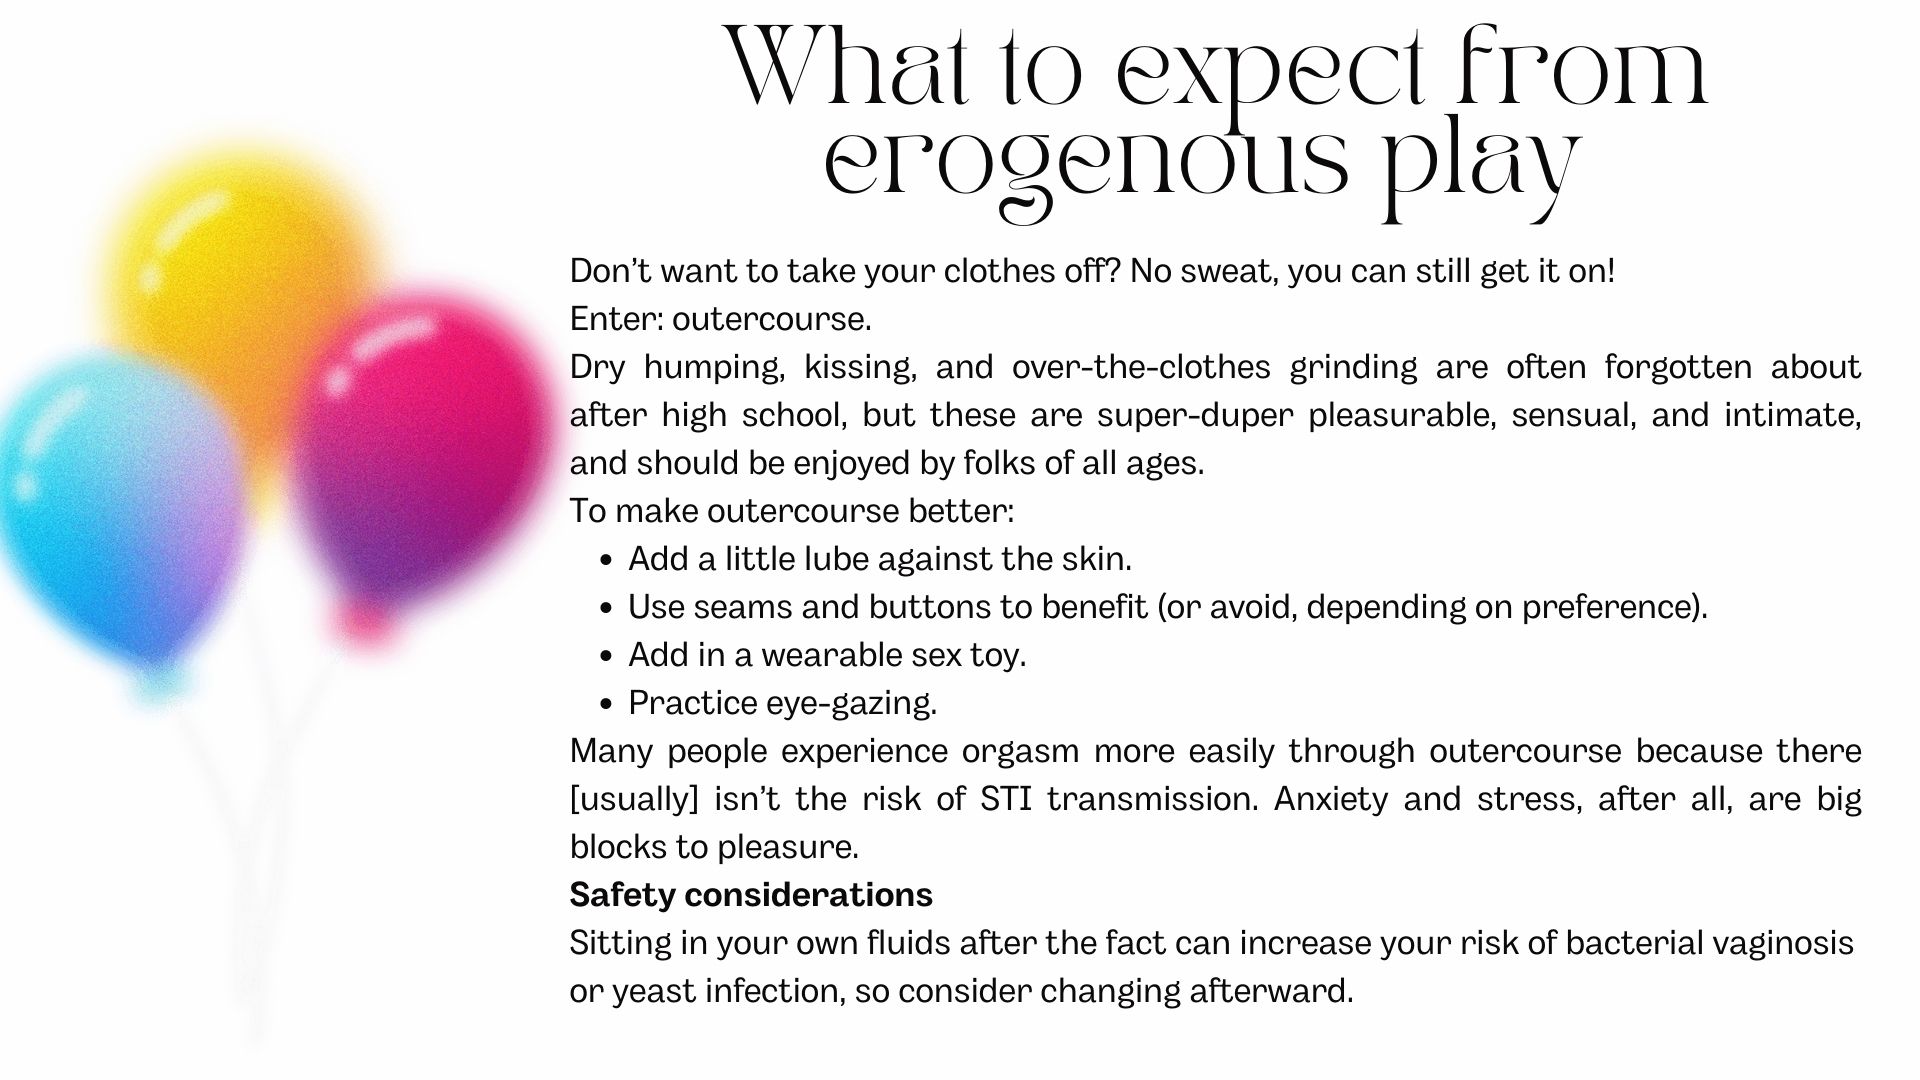 What to expect from
erogenous play
Don’t want to take your clothes off? No sweat, you can still get it on!
Enter: outercourse.
Dry humping, kissing, and over-the-clothes grinding are often forgotten about
after high school, but these are super-duper pleasurable, sensual, and intimate,
and should be enjoyed by folks of all ages.
To make outercourse better:
• Add a little lube against the skin.
• Use seams and buttons to benefit (or avoid, depending on preference).
• Add in a wearable sex toy.
• Practice eye-gazing.
Many people experience orgasm more easily through outercourse because there
[usually] isn’t the risk of STI transmission. Anxiety and stress, after all, are big
blocks to pleasure.
Safety considerations
Sitting in your own fluids after the fact can increase your risk of bacterial vaginosis
or yeast infection, so consider changing afterward.